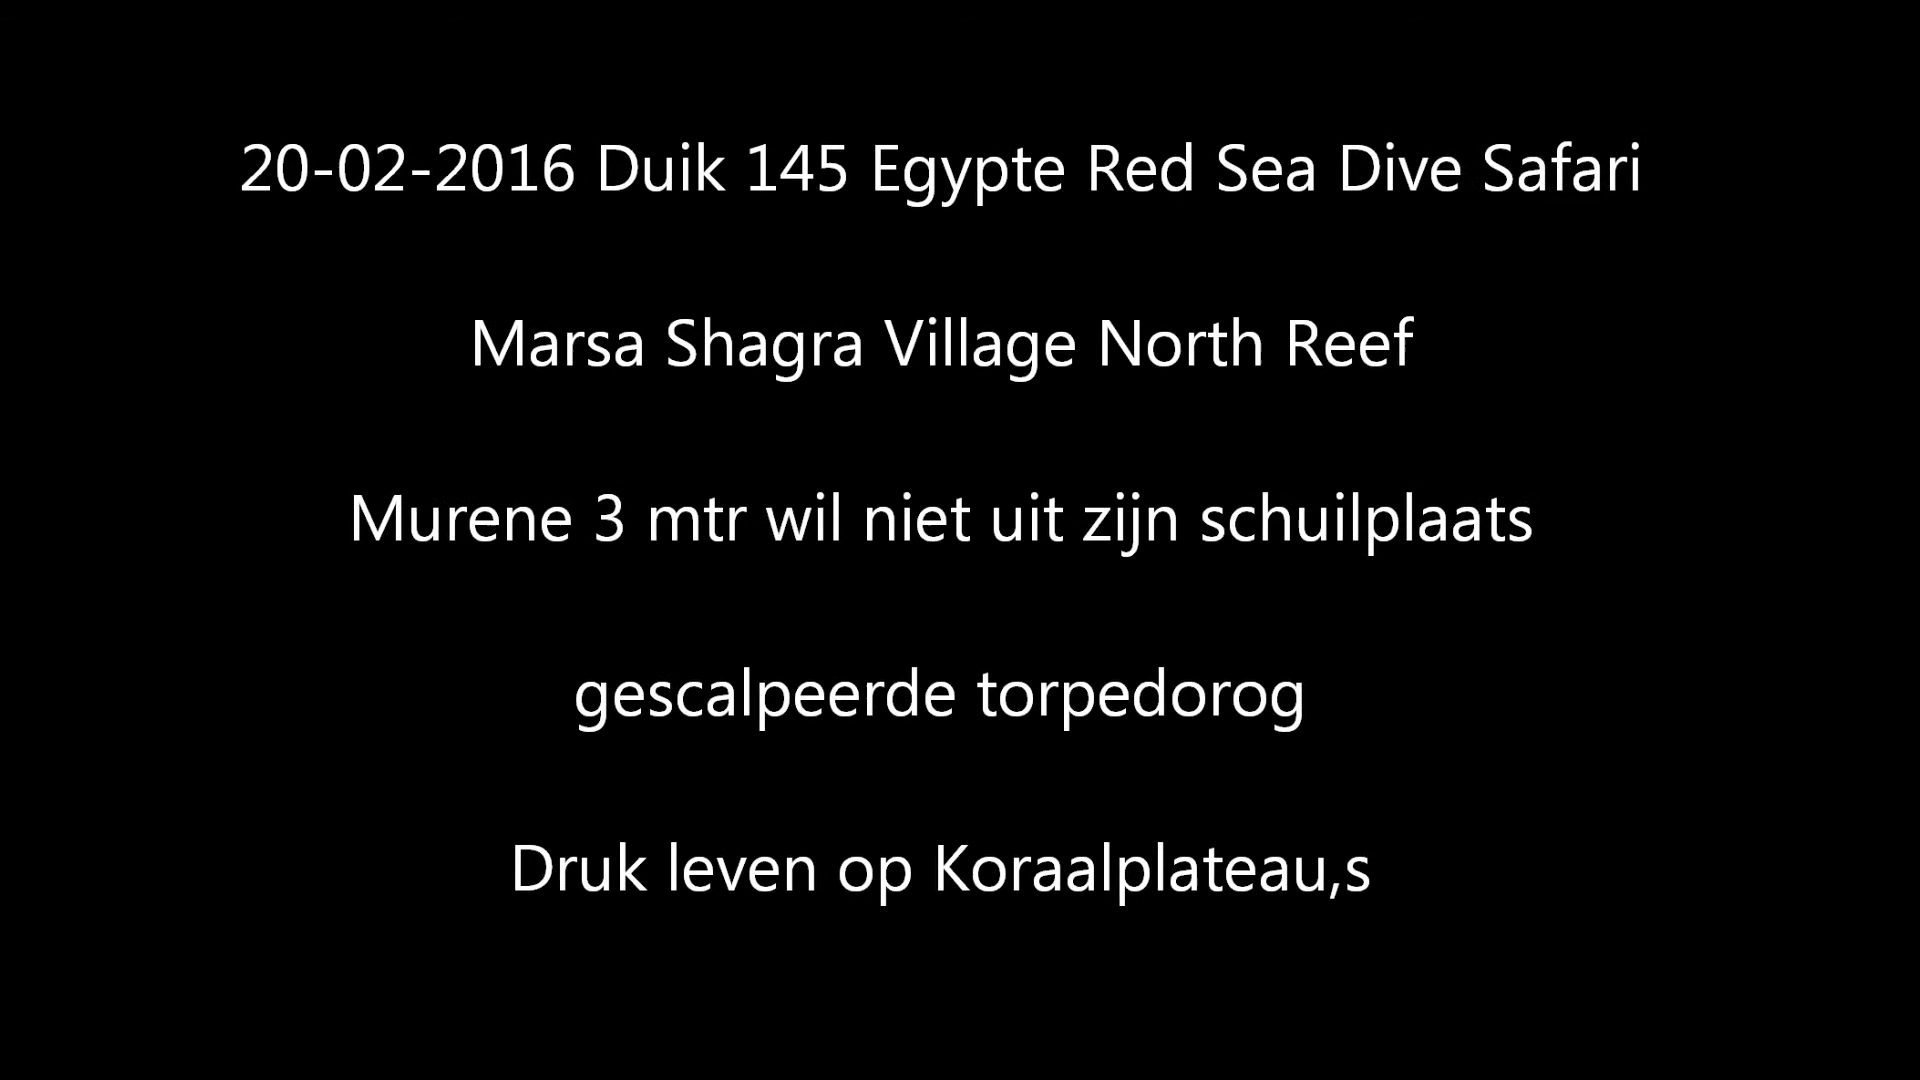 20-02-2016 Duik 145 Egypte Red Sea Dive Safari
Marsa Shagra Village North Reef
Murene 3 mtr wil niet uit zijn schuilplaats
gescalpeerde torpedorog
Druk leven op Koraalplateau,s